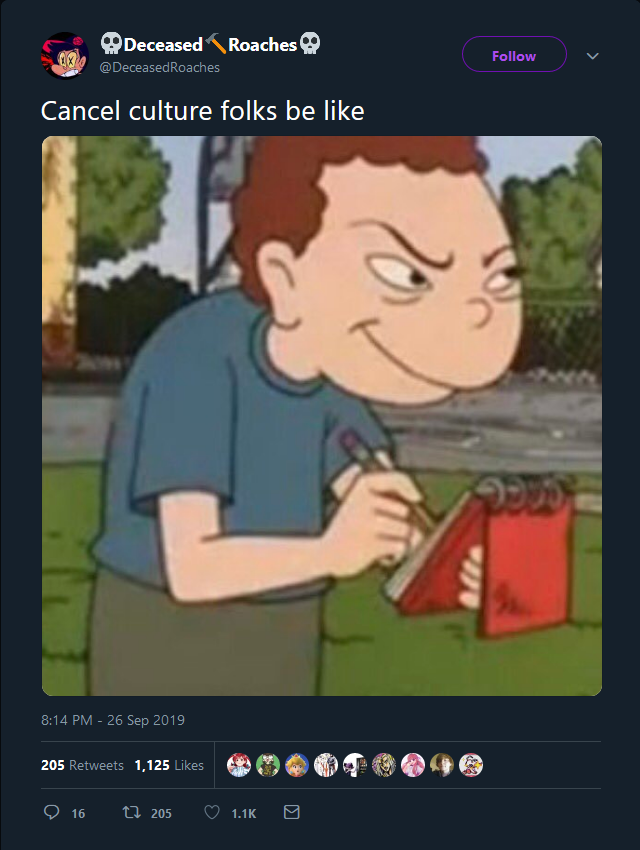 💀Deceased🔨Roaches💀
@DeceasedRoaches
Follow
Cancel culture folks be like
8:14 PM - 26 Sep 2019
205 Retweets 1,125 Likes
16 205 1.1K